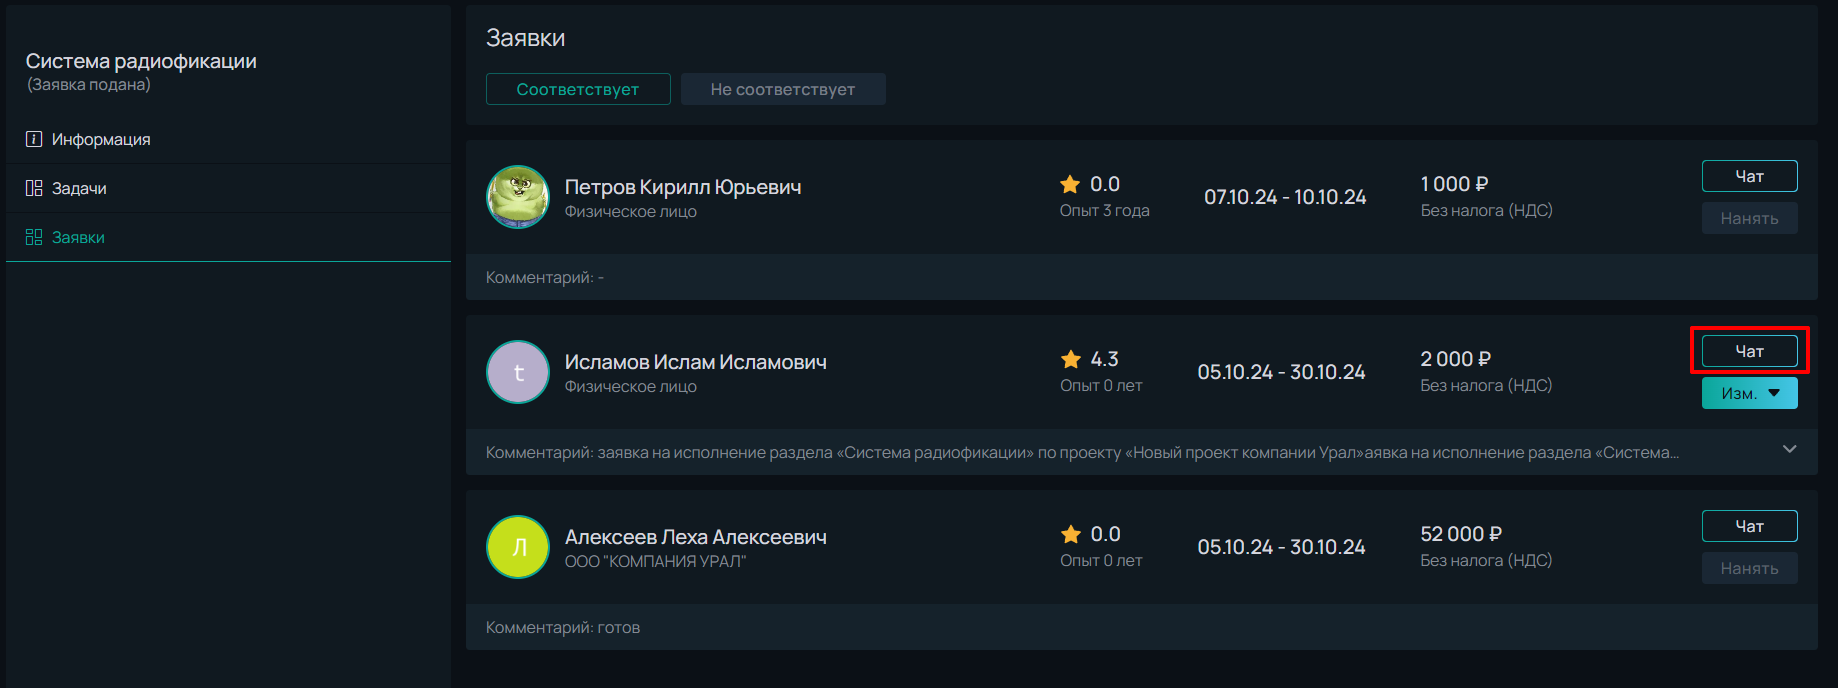 Система радиофикации
(Заявка подана)
Информация
Задачи
Заявки
Заявки
Соответствует
Не соответствует
Петров Кирилл Юрьевич
Физическое лицо
0.0
Опыт 3 года
07.10.24 - 10.10.24
1 000 ₽
Без налога (НДС)
Чат
Нанять
Комментарий: -
t
Исламов Ислам Исламович
Физическое лицо
4.3
Опыт 0 лет
05.10.24 - 30.10.24
2 000 ₽
Без налога (НДС)
Чат
Изм.
Комментарий: заявка на исполнение раздела «Система радиофикации» по проекту «Новый проект компании Урал»аявка на исполнение раздела «Система...
Л
Алексеев Леха Алексеевич
ООО "КОМПАНИЯ УРАЛ"
0.0
Опыт 0 лет
05.10.24 - 30.10.24
52 000 ₽
Без налога (НДС)
Чат
Нанять
Комментарий: готов